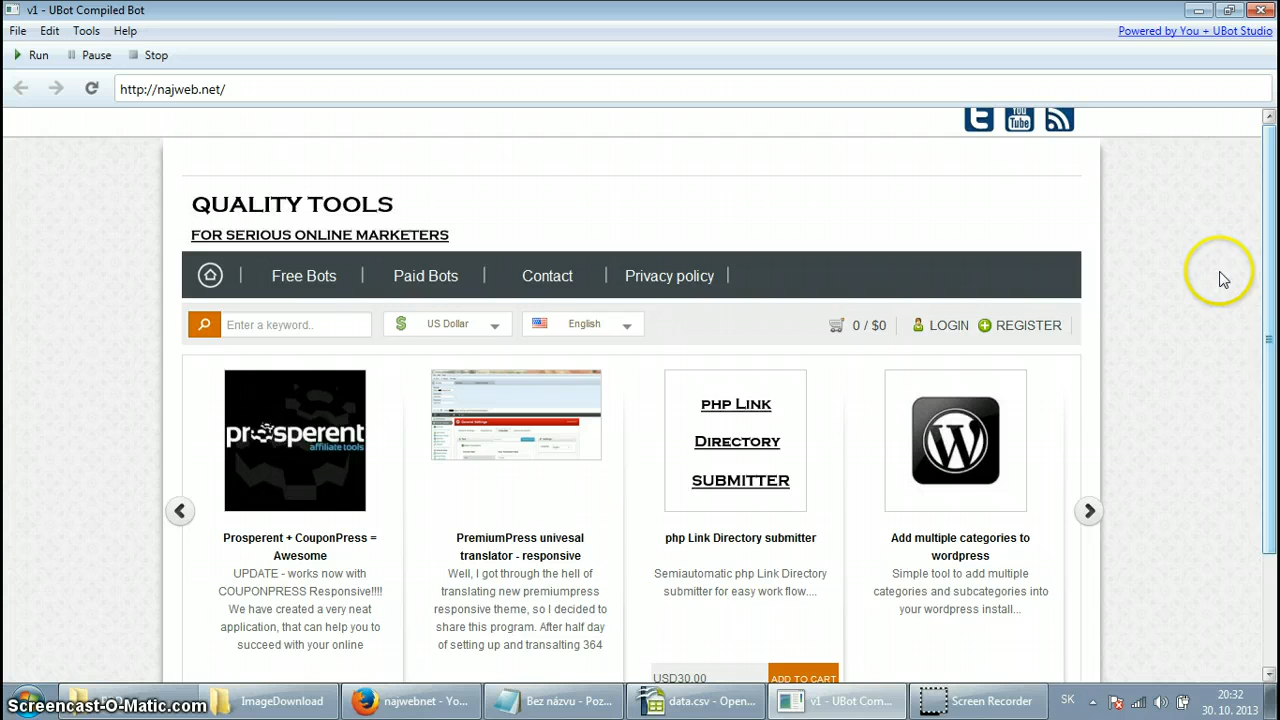 v1 - UBot Compiled Bot
File Edit Tools Help
Powered by You + UBot Studio
Run Pause Stop
http://najweb.net/
You
Tube
QUALITY TOOLS
FOR SERIOUS ONLINE MARKETERS
Free Bots | Paid Bots | Contact | Privacy policy |
Enter a keyword..
$ US Dollar
English
0 / $0
LOGIN
REGISTER
prosperent
affiliate tools
PHP LINK
DIRECTORY
SUBMITTER
W
Prosperent + CouponPress =
Awesome
UPDATE - works now with
COUPONPRESS Responsive!!!!
We have created a very neat
application, that can help you to
succeed with your online
PremiumPress univesal
translator - responsive
Well, I got through the hell of
translating new premiumpress
responsive theme, so I decided to
share this program. After half day
of setting up and transalting 364
php Link Directory submitter
Semiautomatic php Link Directory
submitter for easy work flow....
USD30.00
ADD TO CART
Add multiple categories to
wordpress
Simple tool to add multiple
categories and subcategories into
your wordpress install...
ImageDownload
najwebnet - Yo...
Bez názvu - Poz...
data.csv - Open...
v1 - UBot Com...
Screen Recorder
SK
20:32
30. 10. 2013
Screencast-O-Matic.com